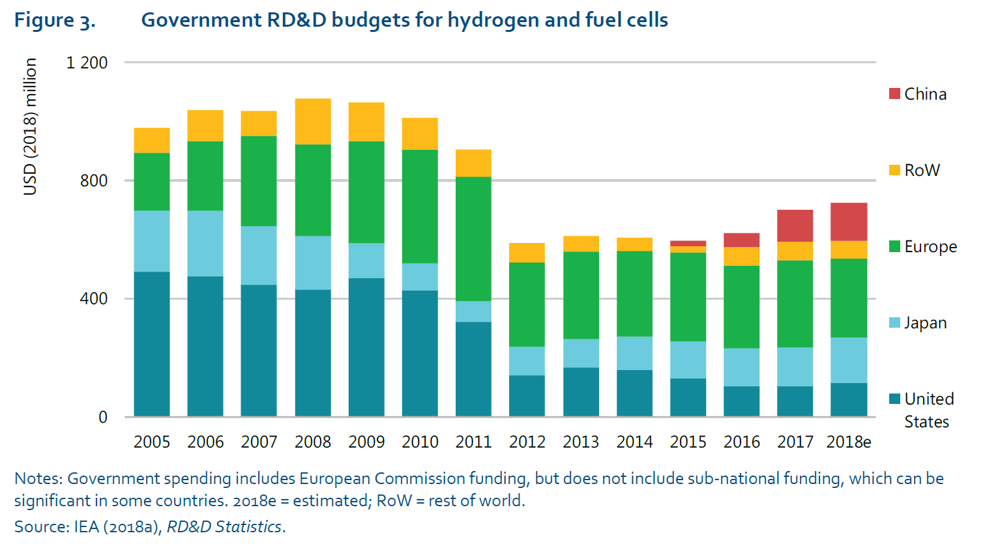 Figure 3. Government RD&D budgets for hydrogen and fuel cells
USD (2018) million
1 200
800
400
0
China
RoW
Europe
Japan
United
States
2005 2006 2007 2008 2009 2010 2011 2012 2013 2014 2015 2016 2017 2018e
Notes: Government spending includes European Commission funding, but does not include sub-national funding, which can be
significant in some countries. 2018e = estimated; RoW = rest of world.
Source: IEA (2018a), RD&D Statistics.